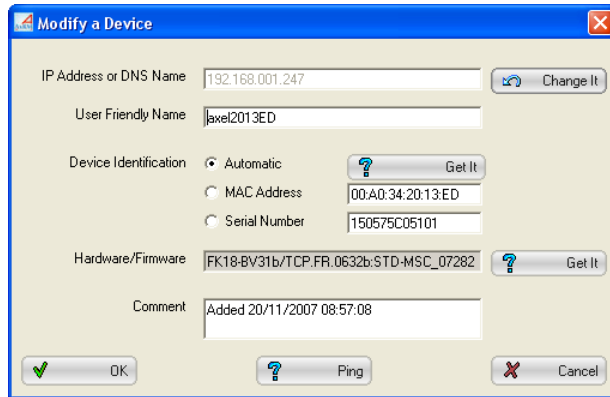 Modify a Device
IP Address or DNS Name 192.168.001.247 Change It
User Friendly Name axel2013ED
Device Identification Automatic Get It
MAC Address 00:A0:34:20:13:ED
Serial Number 150575C05101
Hardware/Firmware FK18-BV31b/TCP.FR.0632b:STD-MSC_07282 Get It
Comment Added 20/11/2007 08:57:08
OK Ping Cancel